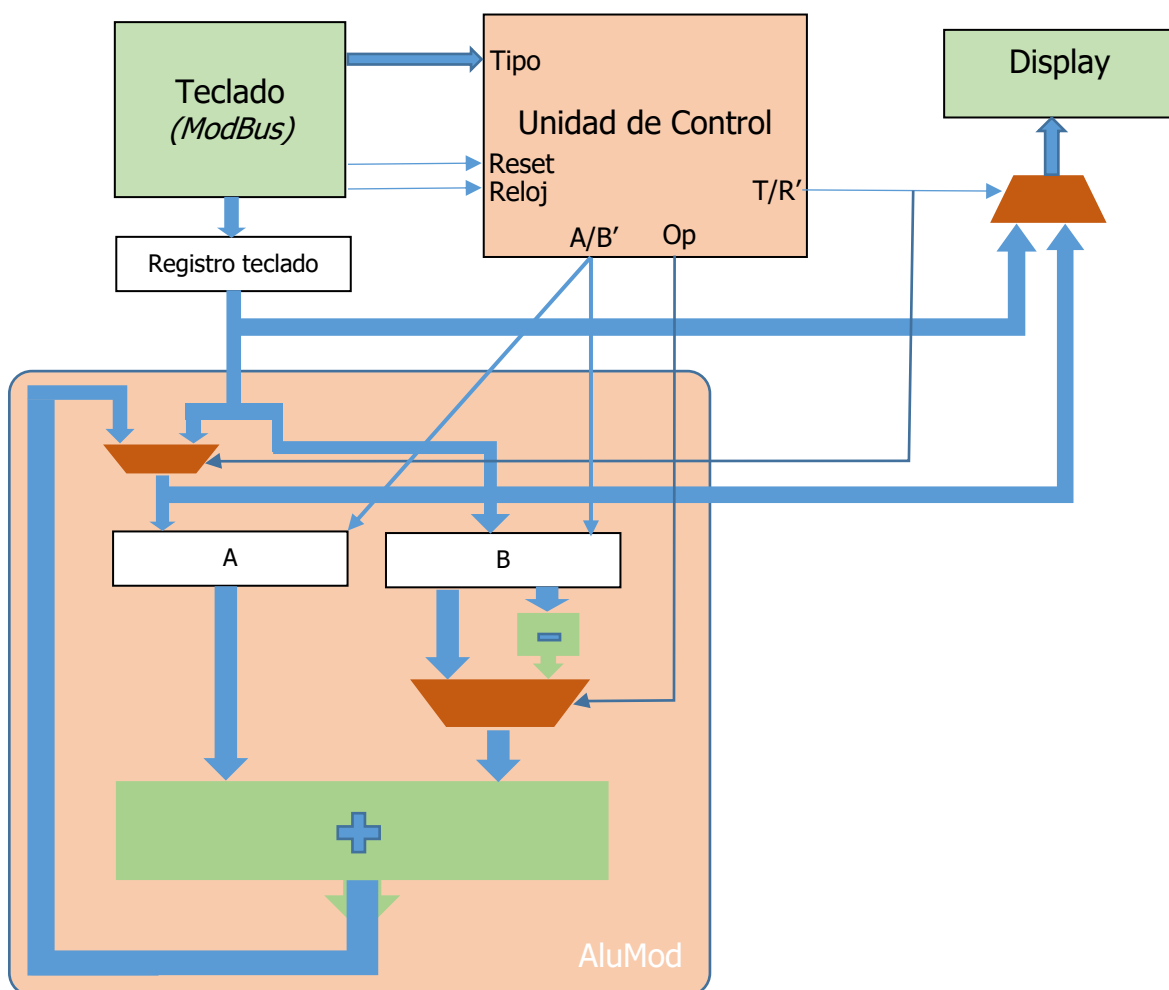 Teclado
(ModBus)
Tipo
Unidad de Control
Reset
Reloj
T/R’
A/B’
Op
Display
Registro teclado
A
B
AluMod